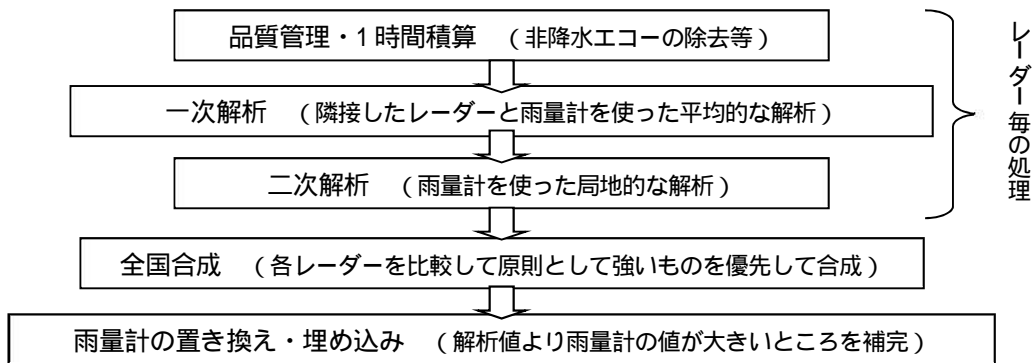 品質管理・1時間積算　（非降水エコーの除去等）
一次解析　（隣接したレーダーと雨量計を使った平均的な解析）
二次解析　（雨量計を使った局地的な解析）
レーダー毎の処理
全国合成　（各レーダーを比較して原則として強いものを優先して合成）
雨量計の置き換え・埋め込み　（解析値より雨量計の値が大きいところを補完）